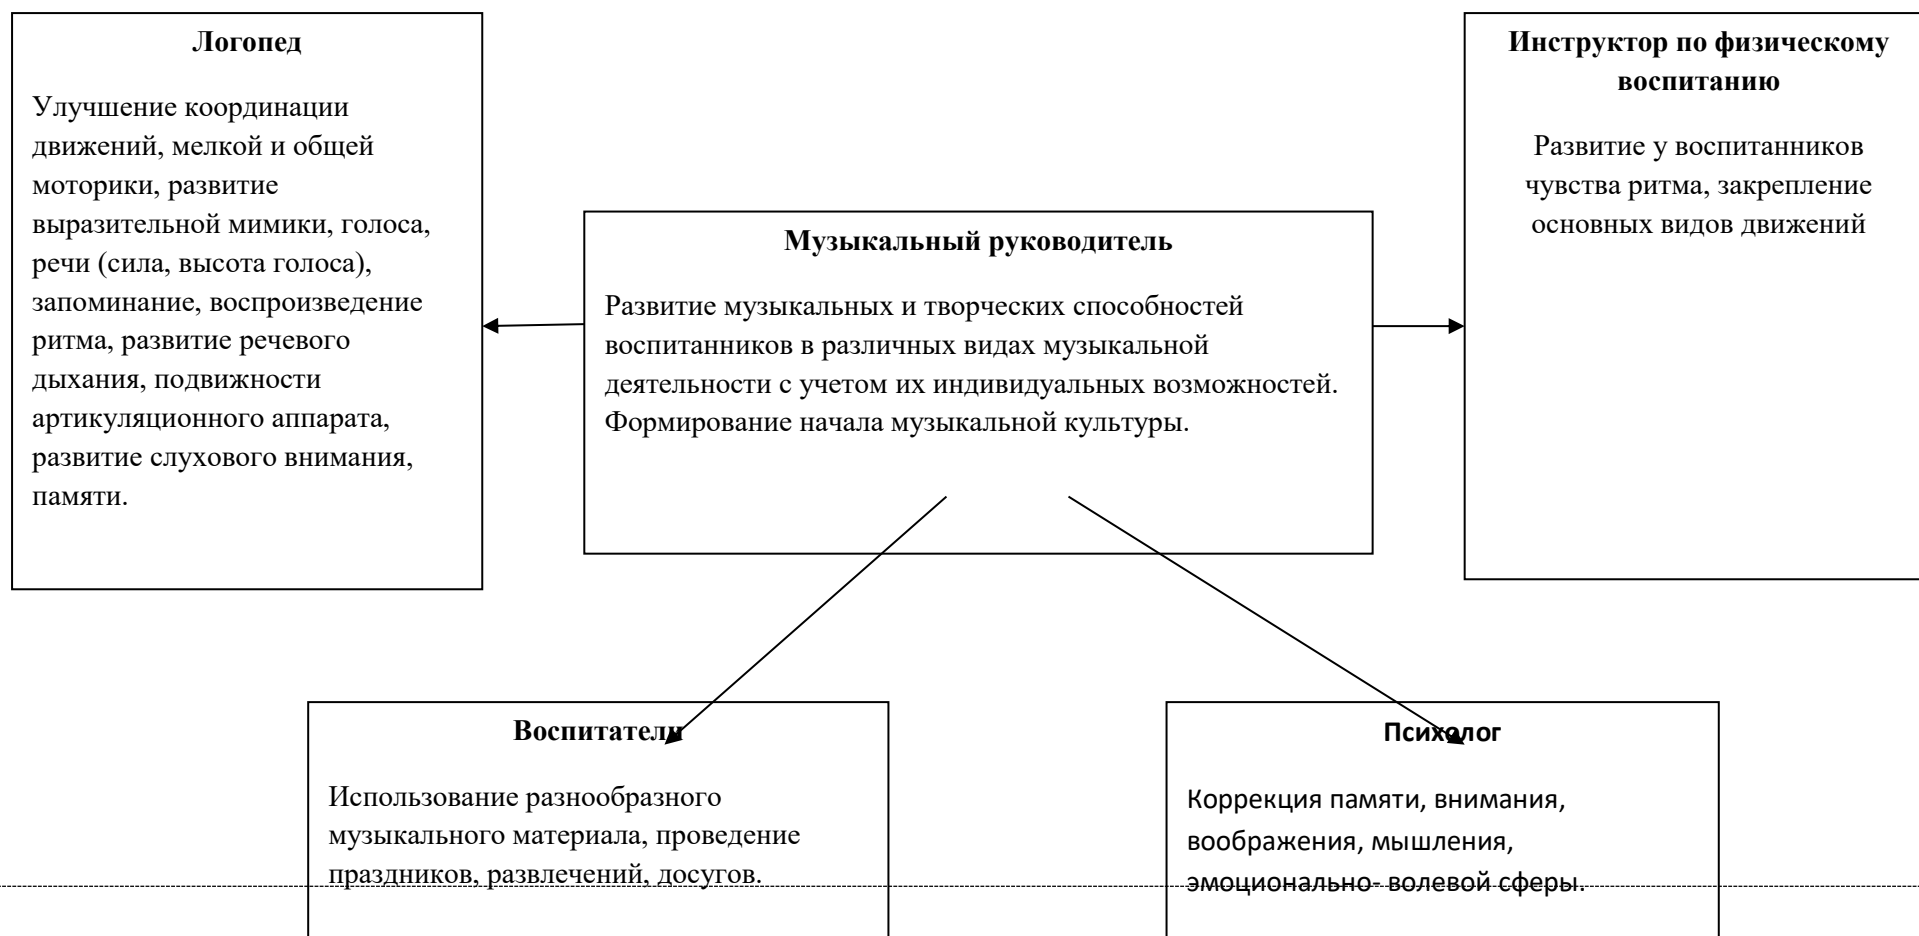 Логопед
Улучшение координации
движений, мелкой и общей
моторики, развитие
выразительной мимики, голоса,
речи (сила, высота голоса),
запоминание, воспроизведение
ритма, развитие речевого
дыхания, подвижности
артикуляционного аппарата,
развитие слухового внимания,
памяти.
Музыкальный руководитель
Развитие музыкальных и творческих способностей
воспитанников в различных видах музыкальной
деятельности с учетом их индивидуальных возможностей.
Формирование начала музыкальной культуры.
Инструктор по физическому
воспитанию
Развитие у воспитанников
чувства ритма, закрепление
основных видов движений
Воспитатели
Использование разнообразного
музыкального материала, проведение
праздников, развлечений, досугов.
Психолог
Коррекция памяти, внимания,
воображения, мышления,
эмоционально- волевой сферы.